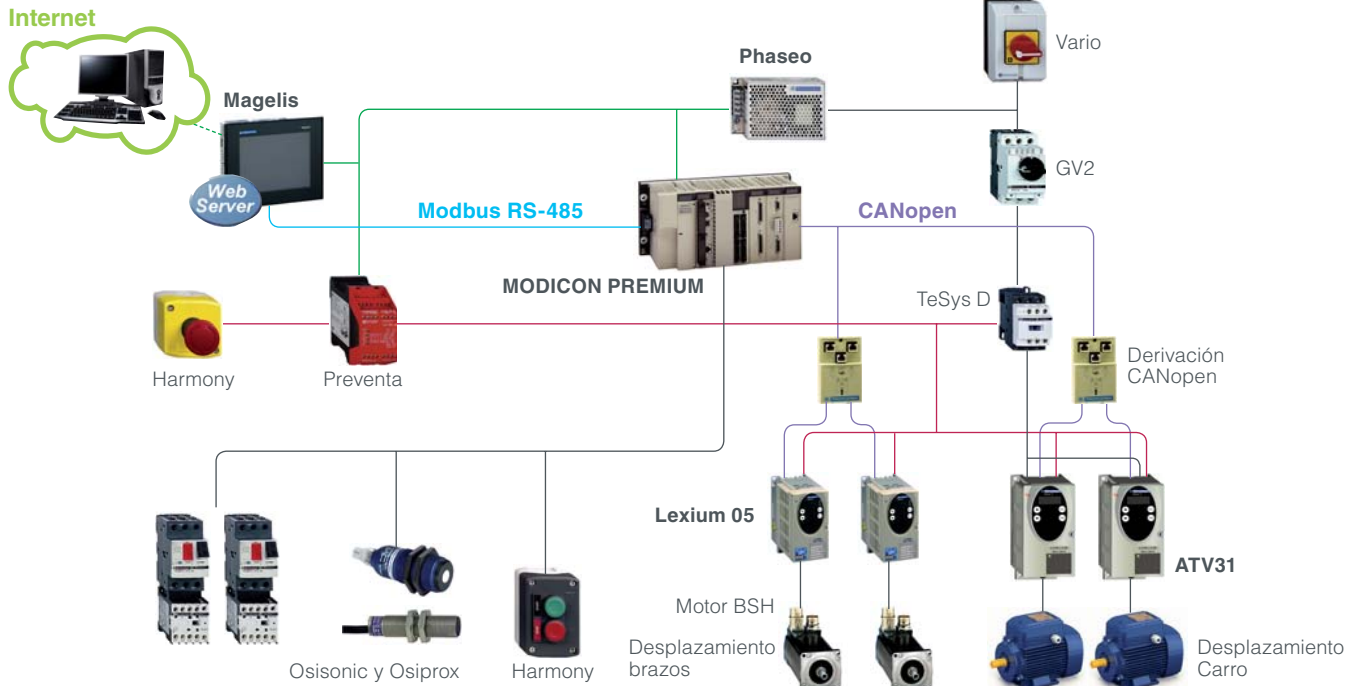 Internet
Vario
Phaseo
Magelis
GV2
Web
Server
Modbus RS-485
CANopen
MODICON PREMIUM
TeSys D
Derivación
CANopen
Harmony
Preventa
Lexium 05
ATV31
Motor BSH
Desplazamiento
brazos
Desplazamiento
Carro
Osisonic y Osiprox
Harmony